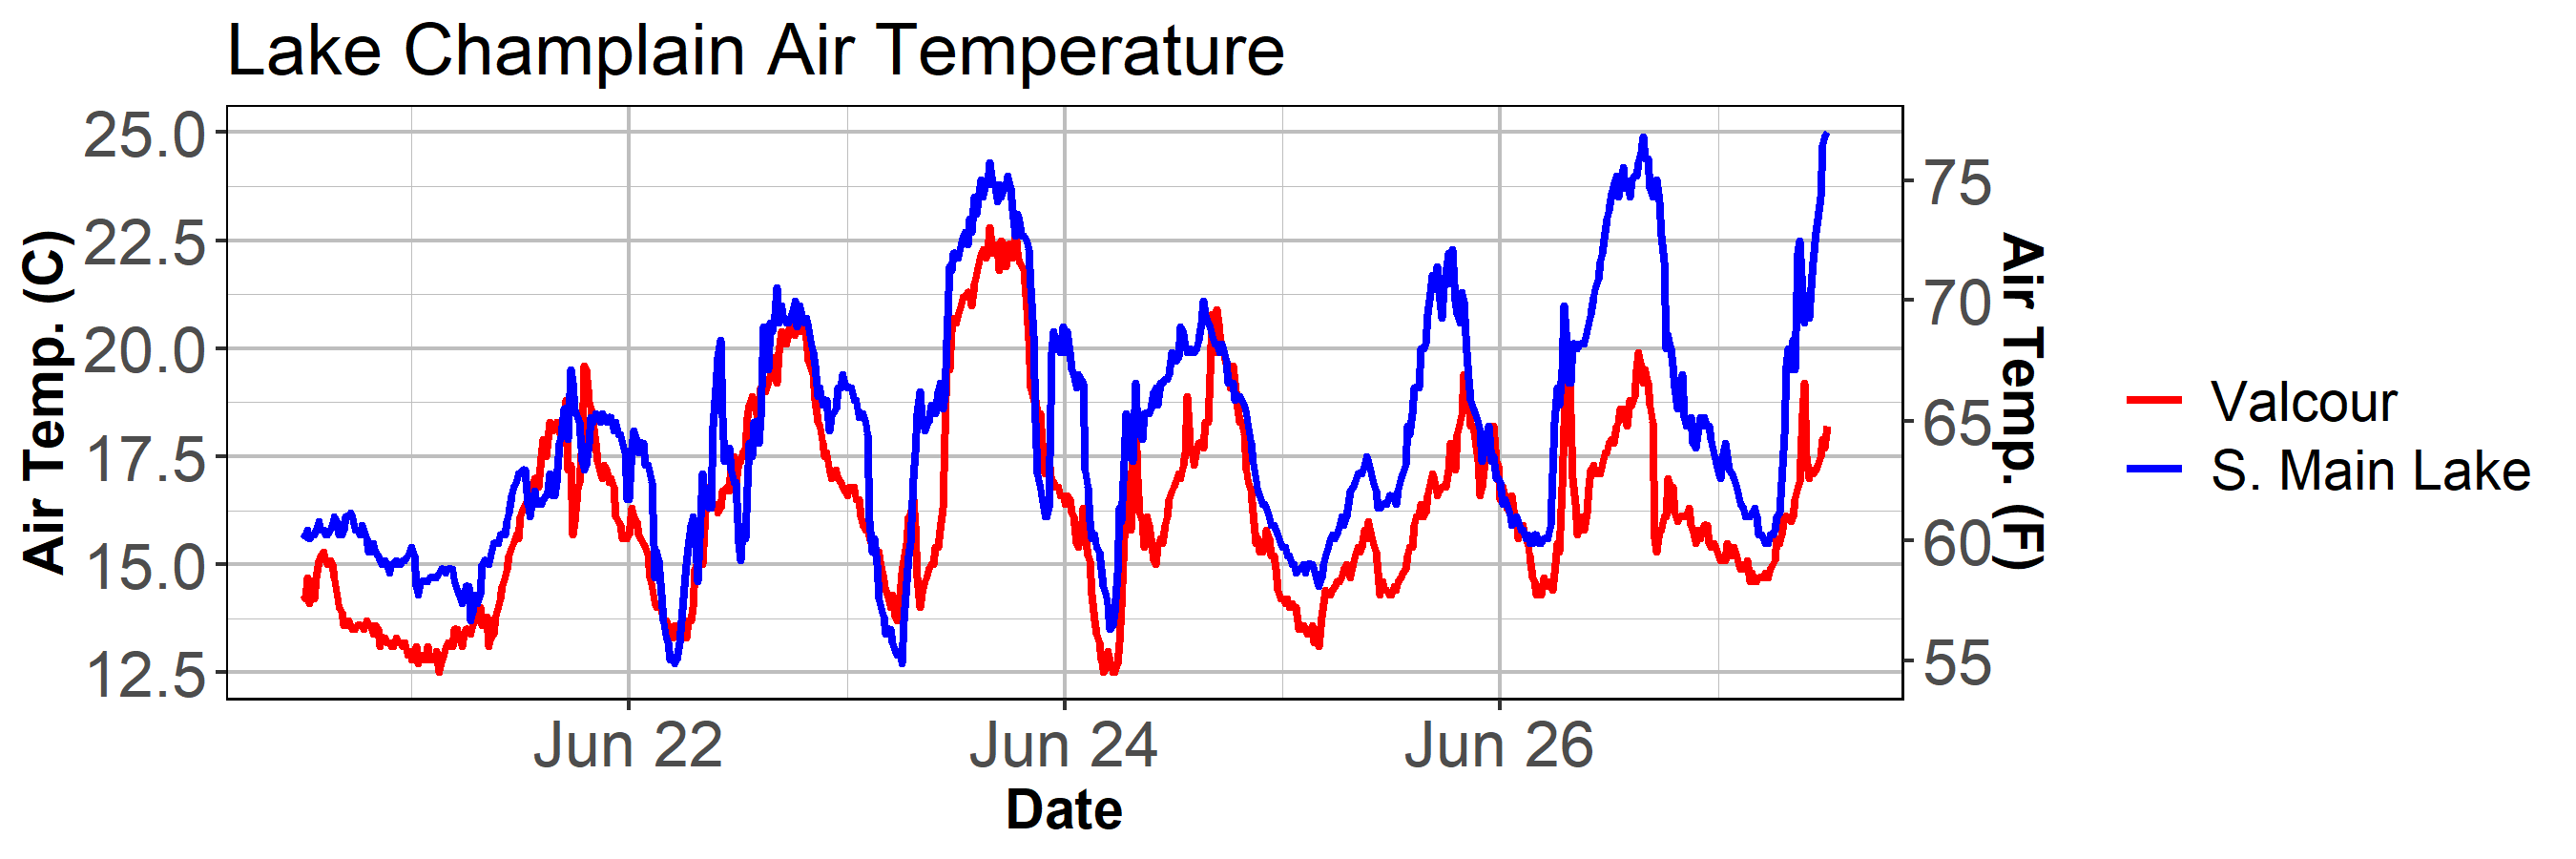 Lake Champlain Air Temperature
Air Temp. (C)
25.0
22.5
20.0
17.5
15.0
12.5
75
70
65
60
55
Air Temp. (F)
Jun 22
Jun 24
Jun 26
Date
Valcour
S. Main Lake